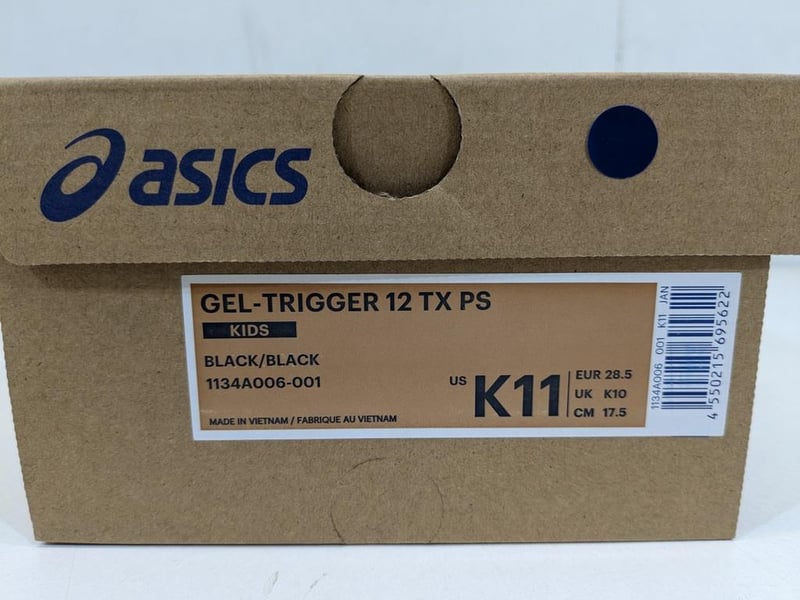 asics
GEL-TRIGGER 12 TX PS
KIDS
BLACK/BLACK
1134A006-001
MADE IN VIETNAM / FABRIQUE AU VIETNAM
US K11
EUR 28.5
UK K10
CM 17.5
1134A006 001 K11 JAN
4 550215 695622